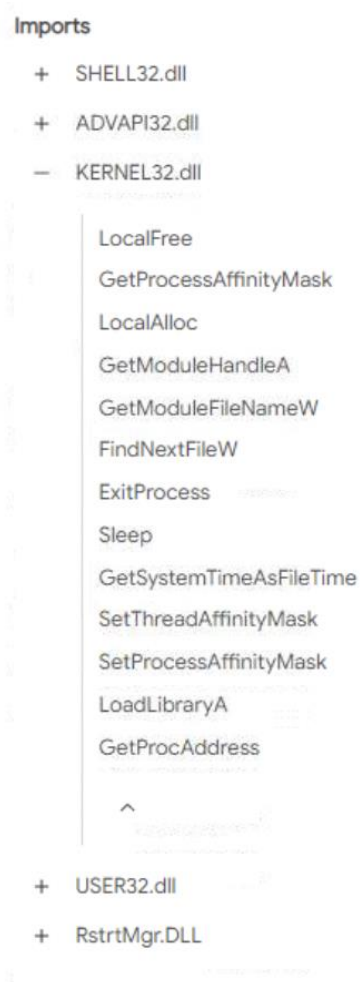 Imports
+ SHELL32.dll
+ ADVAPI32.dll
− KERNEL32.dll
LocalFree
GetProcessAffinityMask
LocalAlloc
GetModuleHandleA
GetModuleFileNameW
FindNextFileW
ExitProcess
Sleep
GetSystemTimeAsFileTime
SetThreadAffinityMask
SetProcessAffinityMask
LoadLibraryA
GetProcAddress
+ USER32.dll
+ RstrtMgr.DLL